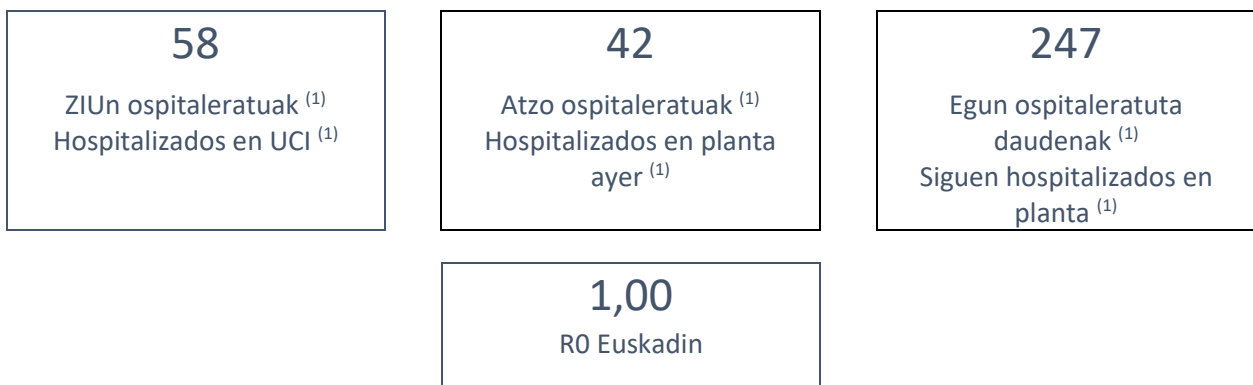 58
ZIUn ospitaleratuak (1)
Hospitalizados en UCI (1)
42
Atzo ospitaleratuak (1)
Hospitalizados en planta
ayer (1)
247
Egun ospitaleratuta
daudenak (1)
Siguen hospitalizados en
planta (1)
1,00
R0 Euskadin